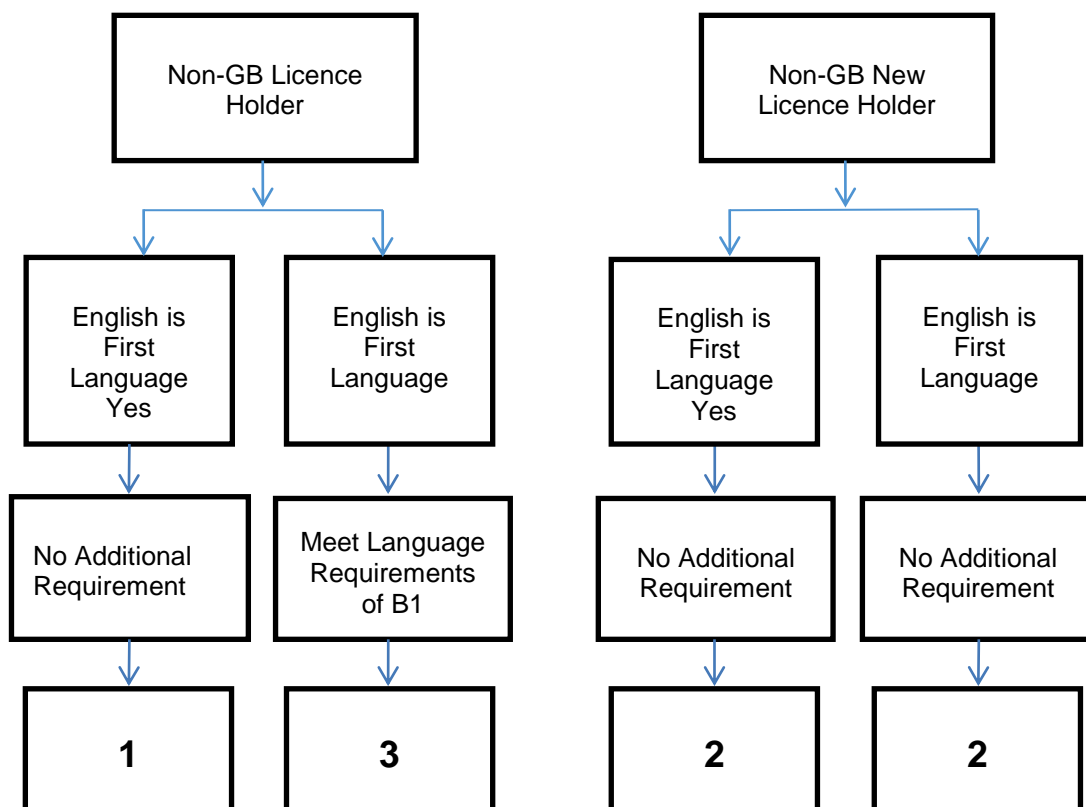 Non-GB Licence
Holder
Non-GB New
Licence Holder
English is
First
Language
Yes
English is
First
Language
English is
First
Language
Yes
English is
First
Language
No Additional
Requirement
Meet Language
Requirements
of B1
No Additional
Requirement
No Additional
Requirement
1
3
2
2